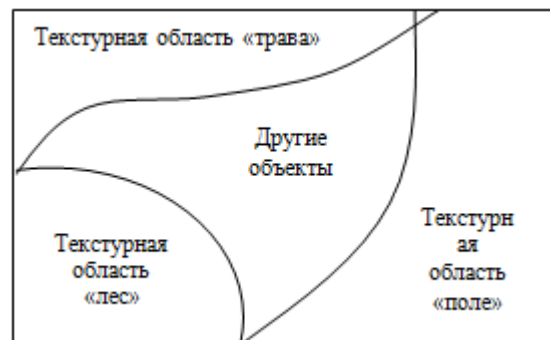 Текстурная область «трава»
Другие
объекты
Текстурная
область
«лес»
Текстурн
ая
область
«поле»